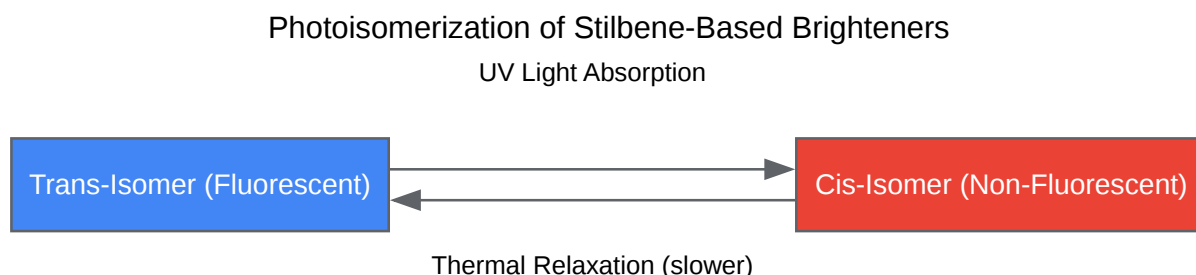 Photoisomerization of Stilbene-Based Brighteners
UV Light Absorption
Trans-Isomer (Fluorescent)
Cis-Isomer (Non-Fluorescent)
Thermal Relaxation (slower)